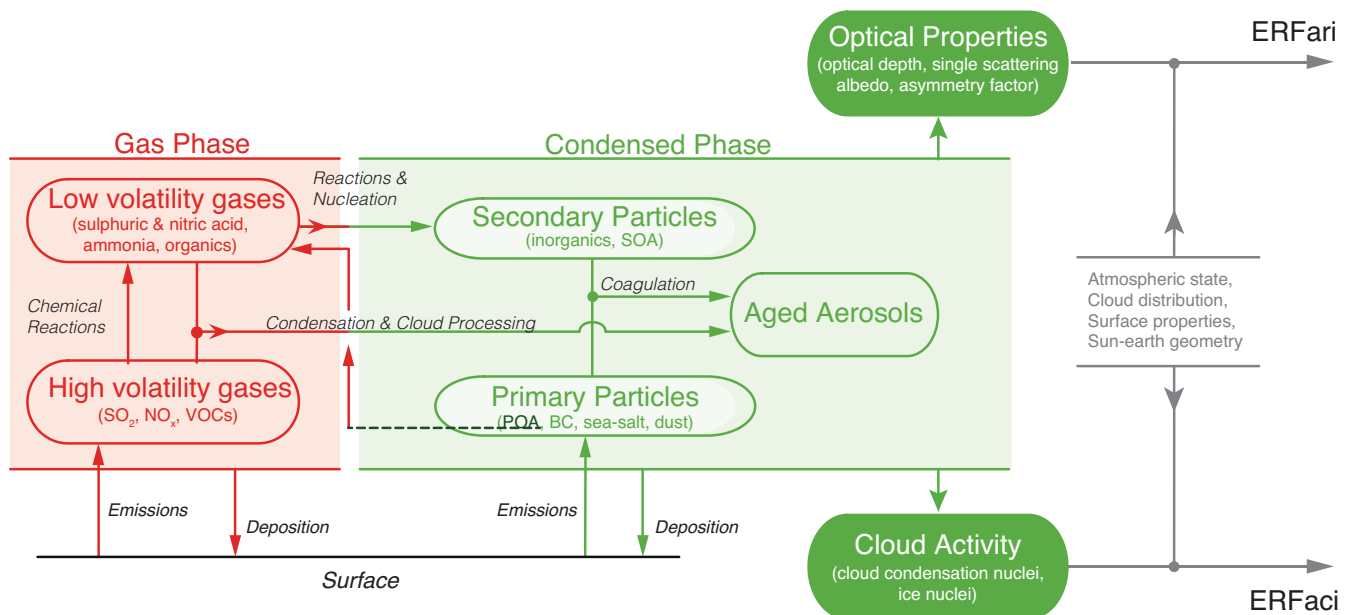 Optical Properties
(optical depth, single scattering
albedo, asymmetry factor)
ERFari
Gas Phase
Condensed Phase
Low volatility gases
(sulphuric & nitric acid,
ammonia, organics)
Reactions &
Nucleation
Secondary Particles
(inorganics, SOA)
Chemical
Reactions
Condensation & Cloud Processing
Coagulation
Aged Aerosols
Atmospheric state,
Cloud distribution,
Surface properties,
Sun-earth geometry
High volatility gases
(SO₂, NOₓ, VOCs)
Primary Particles
(POA, BC, sea-salt, dust)
Emissions
Deposition
Emissions
Deposition
Surface
Cloud Activity
(cloud condensation nuclei,
ice nuclei)
ERFaci